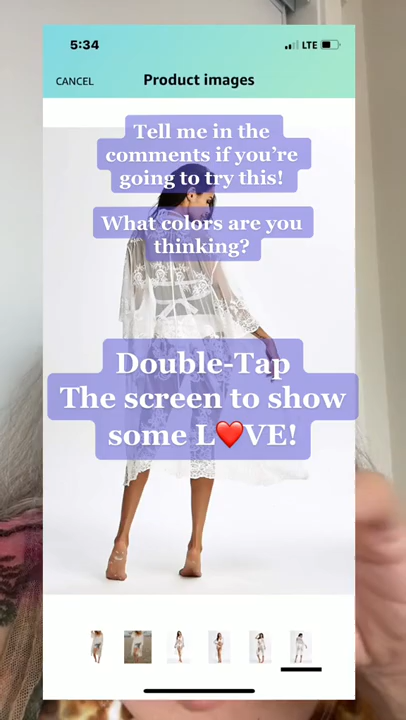 5:34
LTE
CANCEL
Product images
Tell me in the
comments if you're
going to try this!
What colors are you
thinking?
Double-Tap
The screen to show
some L❤️VE!